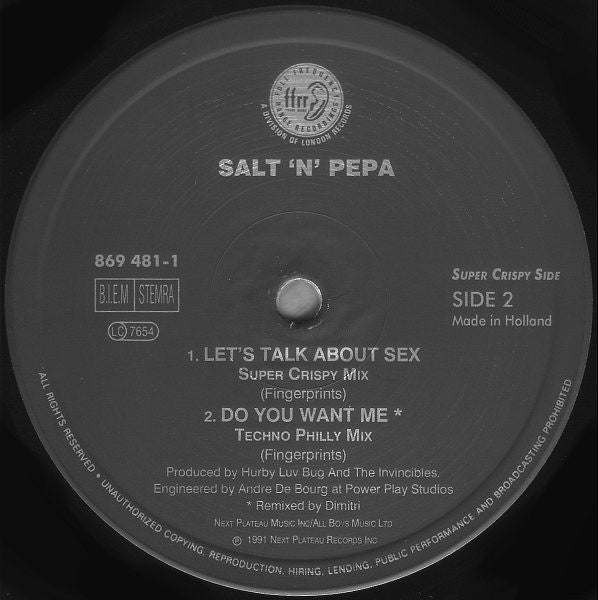 FULL FREQUENCY
ffrr
RANGE RECORDINGS
A DIVISION OF LONDON RECORDS
SALT 'N' PEPA
869 481-1
B.I.E.M STEMRA
LC 7654
SUPER CRISPY SIDE
SIDE 2
Made in Holland
1. LET'S TALK ABOUT SEX
SUPER CRISPY MIX
(Fingerprints)
2. DO YOU WANT ME *
TECHNO PHILLY MIX
(Fingerprints)
Produced by Hurby Luv Bug And The Invincibles.
Engineered by Andre De Bourg at Power Play Studios
* Remixed by Dimitri
NEXT PLATEAU MUSIC INC/ALL BOYS MUSIC LTD
℗ 1991 NEXT PLATEAU RECORDS INC
ALL RIGHTS RESERVED • UNAUTHORIZED COPYING, REPRODUCTION, HIRING, LENDING, PUBLIC PERFORMANCE AND BROADCASTING PROHIBITED